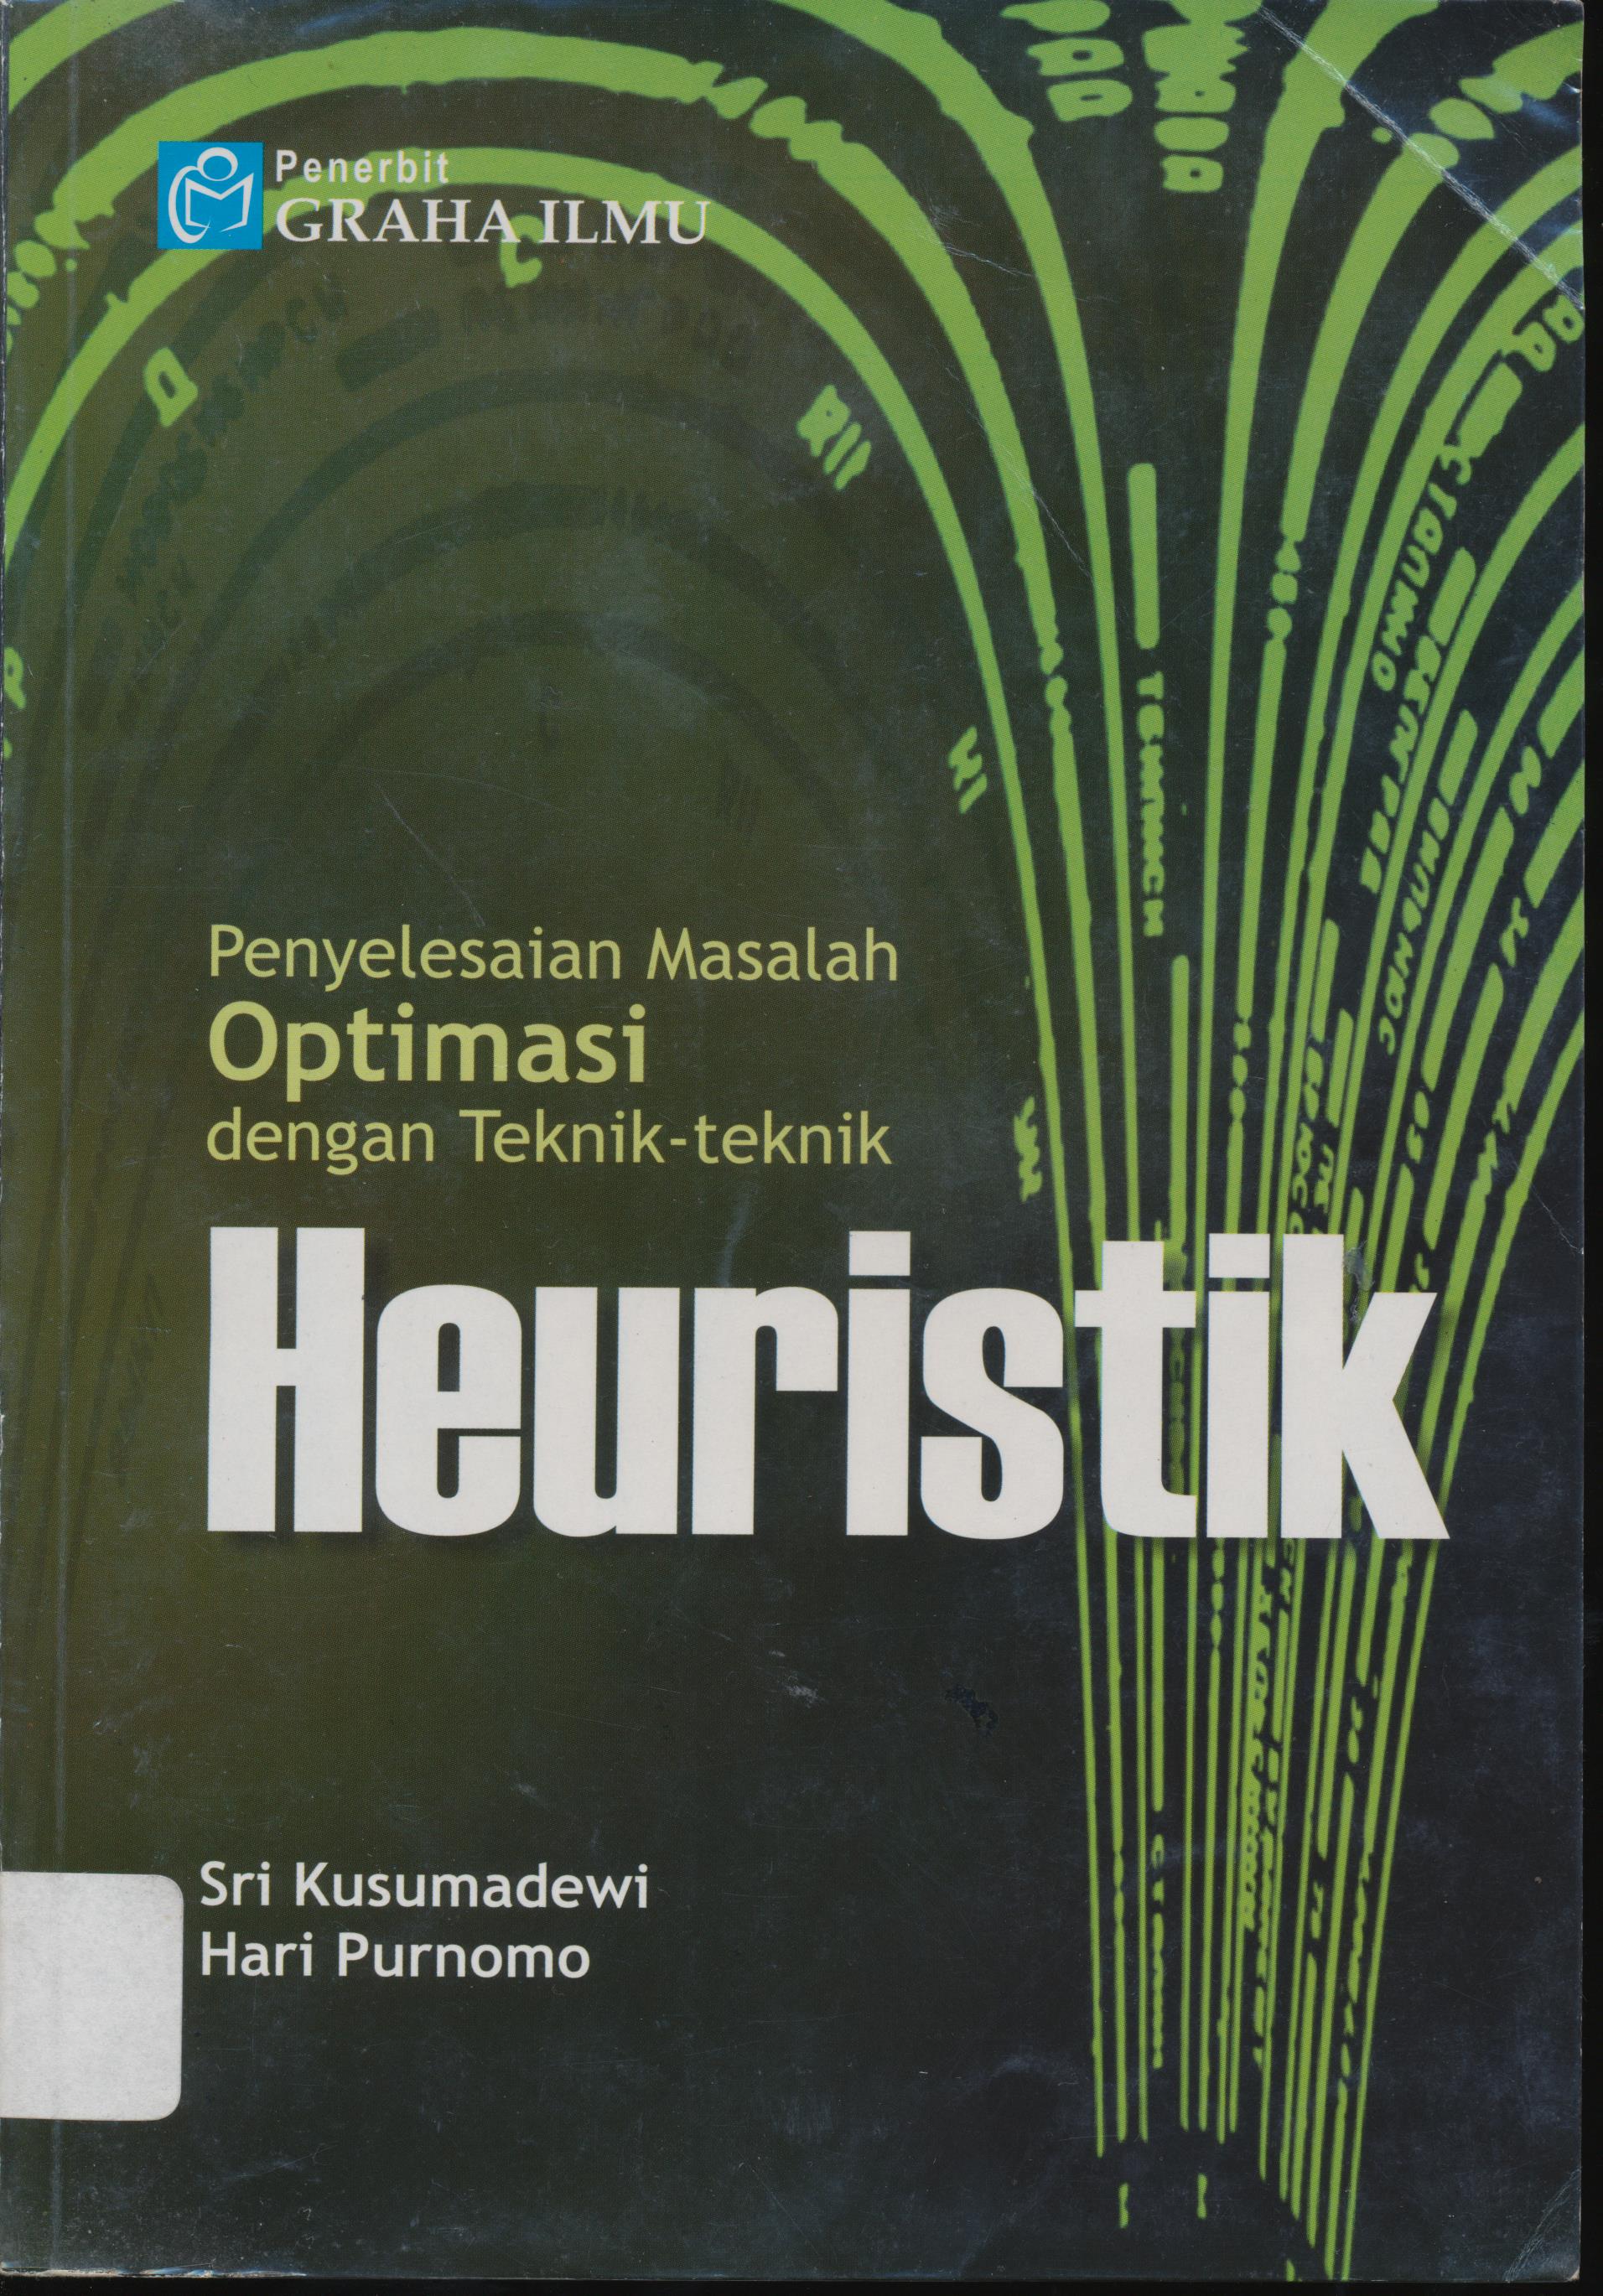 Penerbit
GRAHA ILMU
Penyelesaian Masalah
Optimasi
dengan Teknik-teknik
Heuristik
Sri Kusumadewi
Hari Purnomo